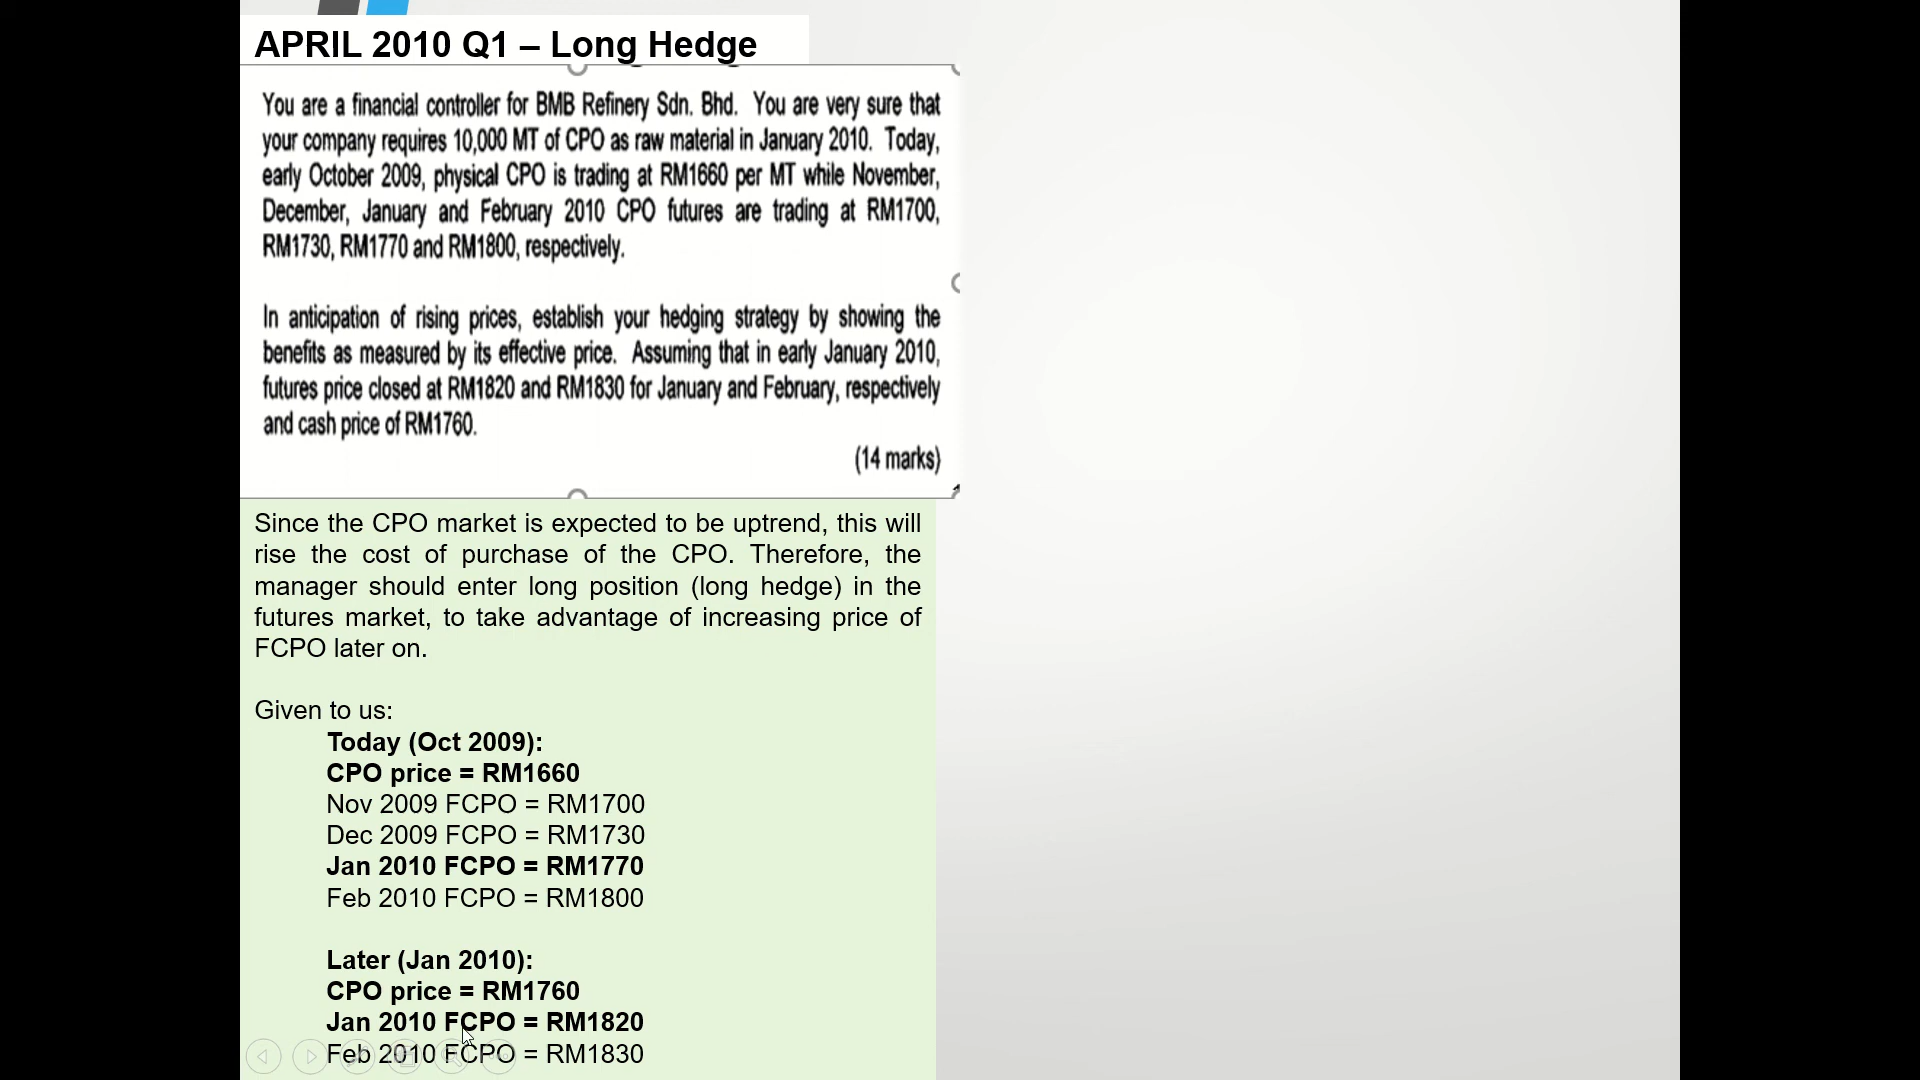 APRIL 2010 Q1 – Long Hedge
You are a financial controller for BMB Refinery Sdn. Bhd. You are very sure that
your company requires 10,000 MT of CPO as raw material in January 2010. Today,
early October 2009, physical CPO is trading at RM1660 per MT while November,
December, January and February 2010 CPO futures are trading at RM1700,
RM1730, RM1770 and RM1800, respectively.
In anticipation of rising prices, establish your hedging strategy by showing the
benefits as measured by its effective price. Assuming that in early January 2010,
futures price closed at RM1820 and RM1830 for January and February, respectively
and cash price of RM1760.
(14 marks)
Since the CPO market is expected to be uptrend, this will
rise the cost of purchase of the CPO. Therefore, the
manager should enter long position (long hedge) in the
futures market, to take advantage of increasing price of
FCPO later on.
Given to us:
Today (Oct 2009):
CPO price = RM1660
Nov 2009 FCPO = RM1700
Dec 2009 FCPO = RM1730
Jan 2010 FCPO = RM1770
Feb 2010 FCPO = RM1800
Later (Jan 2010):
CPO price = RM1760
Jan 2010 FCPO = RM1820
Feb 2010 FCPO = RM1830